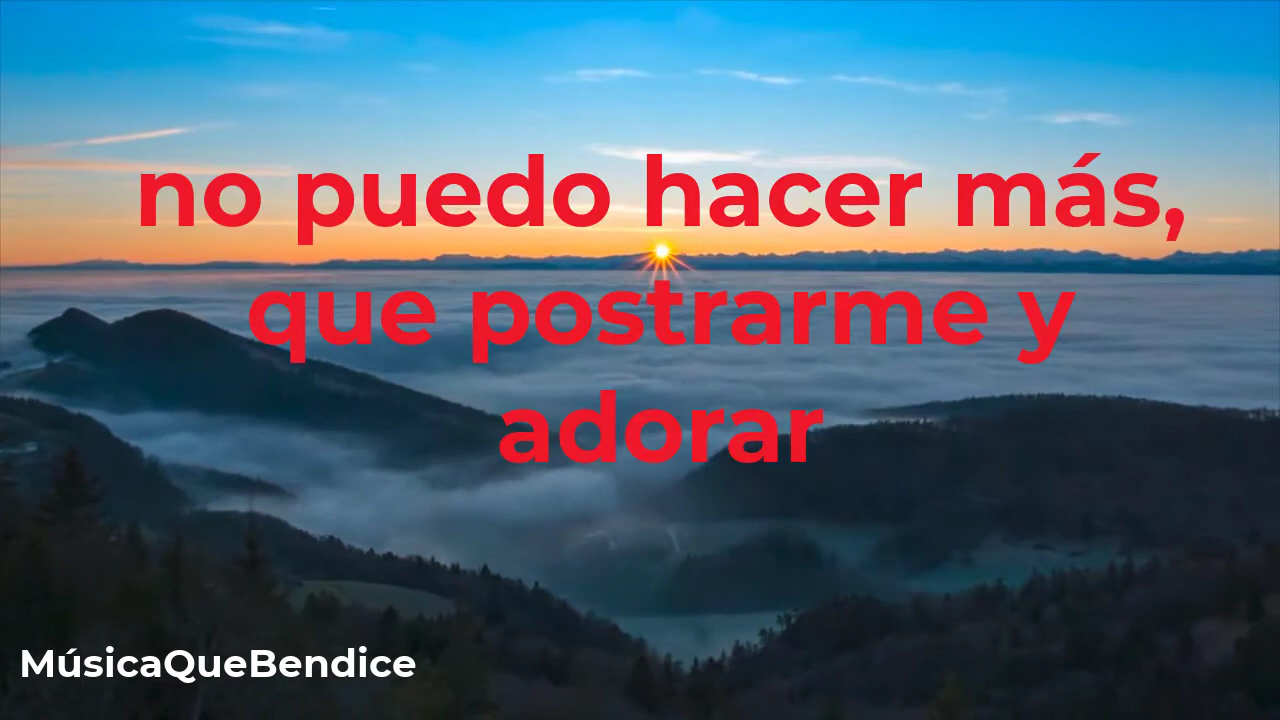 no puedo hacer más,
que postrarme y
adorar
MúsicaQueBendice